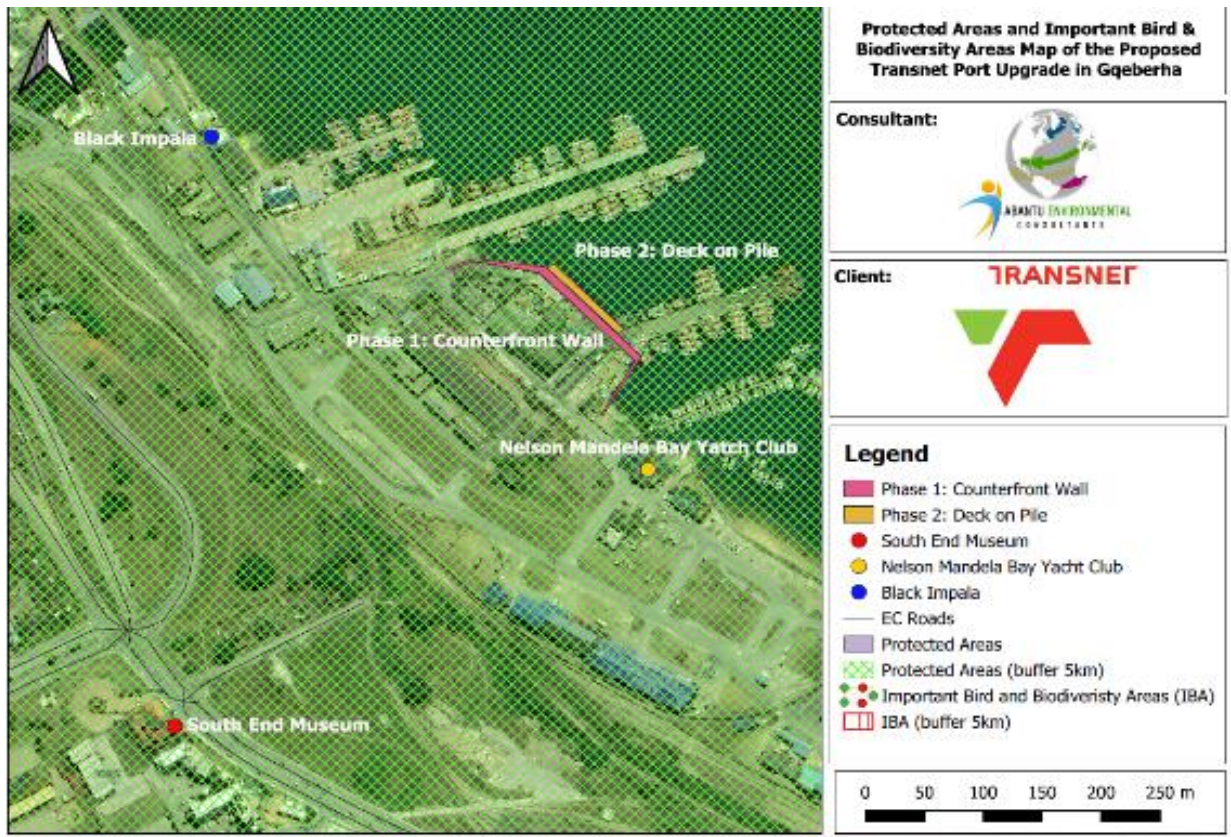 Protected Areas and Important Bird &
Biodiversity Areas Map of the Proposed
Transnet Port Upgrade in Gqeberha
Consultant:
ABANTU ENVIRONMENTAL
CONSULTANTS
Client:
TRANSNET
Black Impala
Phase 2: Deck on Pile
Phase 1: Counterfront Wall
Nelson Mandela Bay Yatch Club
South End Museum
Legend
Phase 1: Counterfront Wall
Phase 2: Deck on Pile
South End Museum
Nelson Mandela Bay Yacht Club
Black Impala
EC Roads
Protected Areas
Protected Areas (buffer 5km)
Important Bird and Biodiveristy Areas (IBA)
IBA (buffer 5km)
0 50 100 150 200 250 m